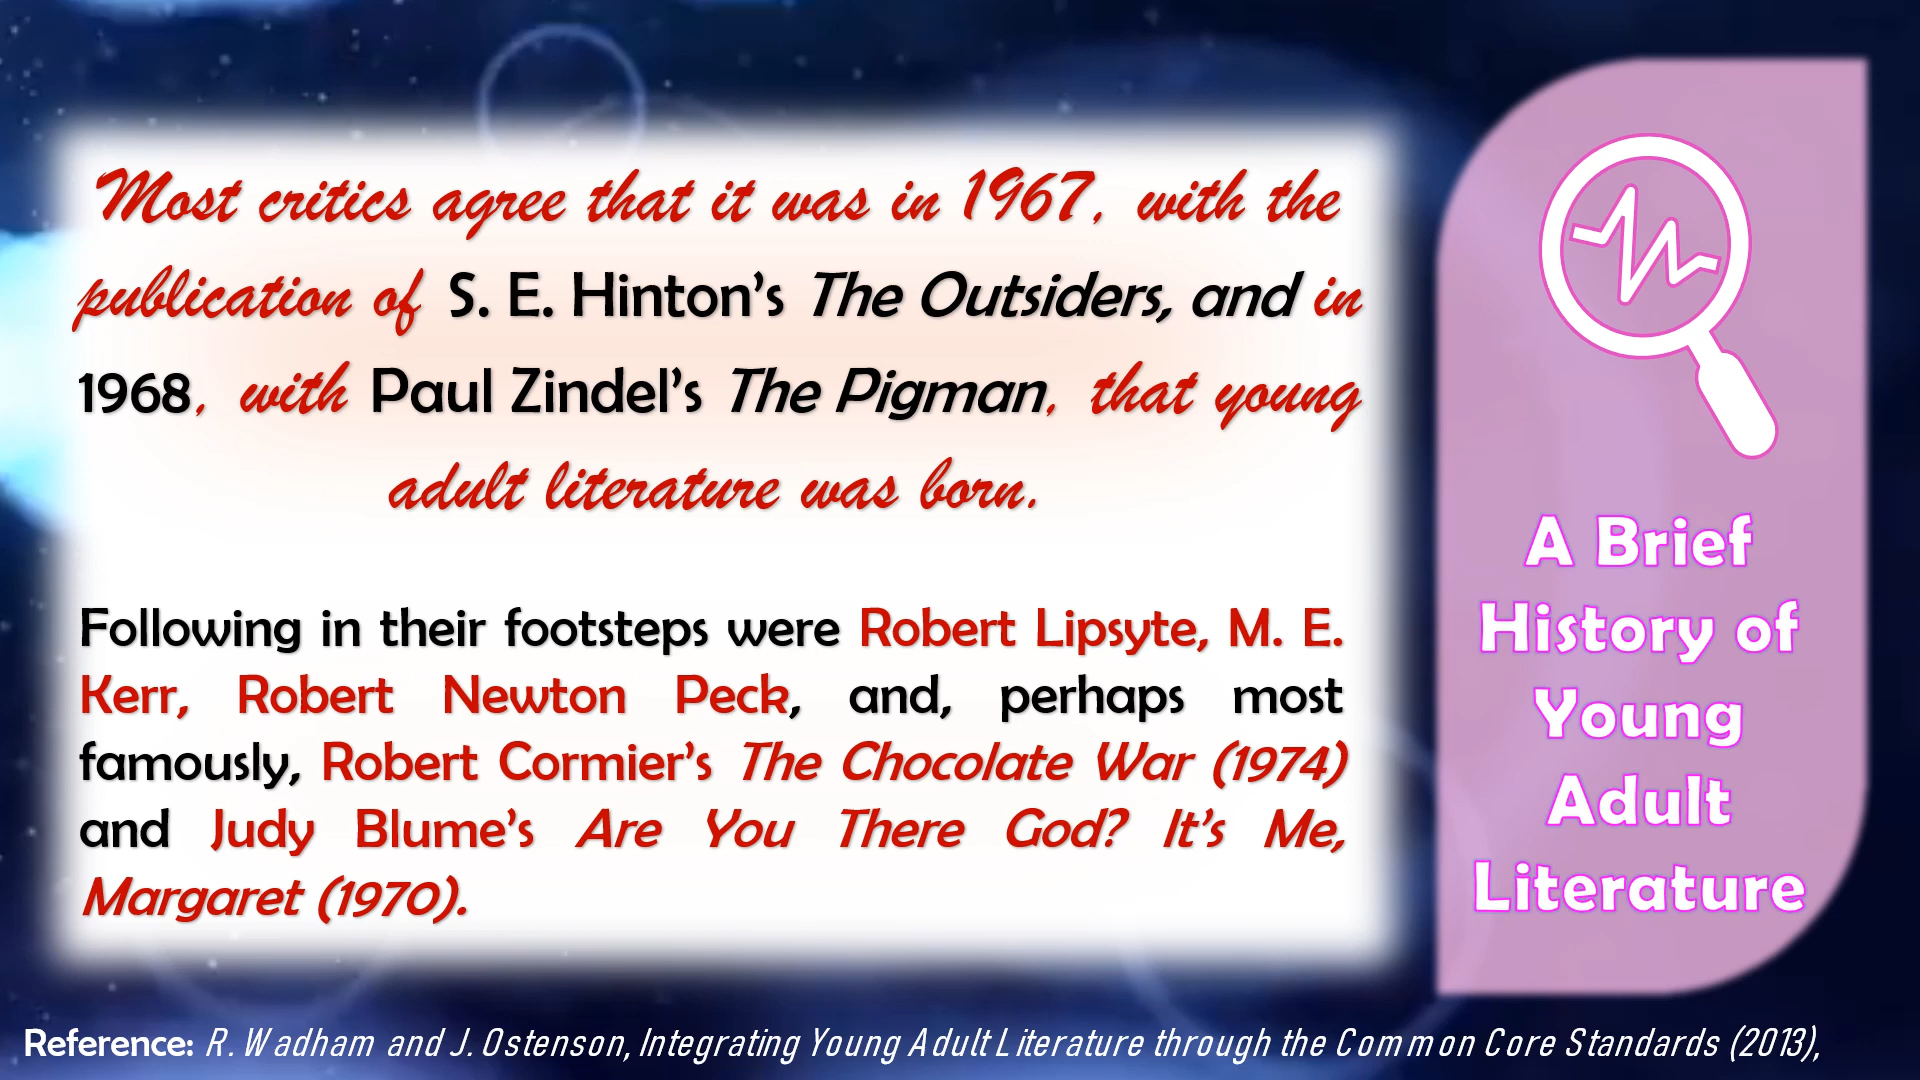 Most critics agree that it was in 1967, with the
publication of S. E. Hinton’s The Outsiders, and in
1968, with Paul Zindel’s The Pigman, that young
adult literature was born.
Following in their footsteps were Robert Lipsyte, M. E.
Kerr, Robert Newton Peck, and, perhaps most
famously, Robert Cormier’s The Chocolate War (1974)
and Judy Blume’s Are You There God? It’s Me,
Margaret (1970).
A Brief
History of
Young
Adult
Literature
Reference: R. Wadham and J. Ostenson, Integrating Young Adult Literature through the Common Core Standards (2013),